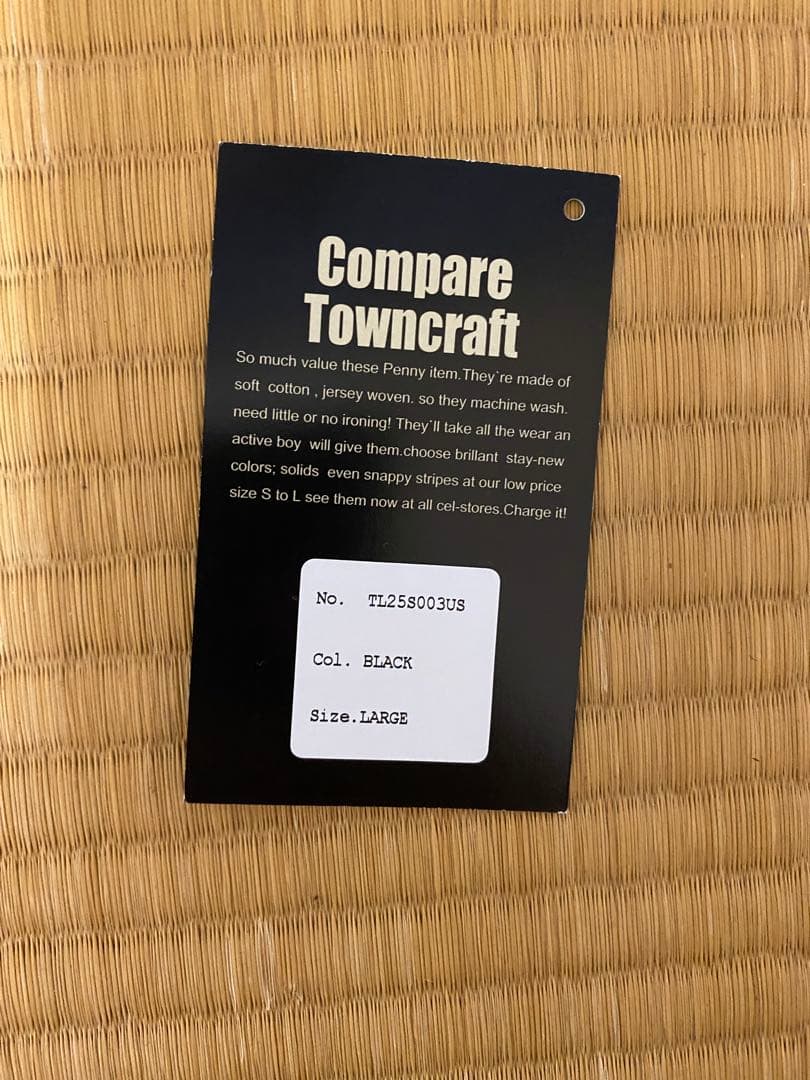 Compare
Towncraft
So much value these Penny item.They`re made of
soft cotton , jersey woven. so they machine wash.
need little or no ironing! They`ll take all the wear an
active boy will give them.choose brillant stay-new
colors; solids even snappy stripes at our low price
size S to L see them now at all cel-stores.Charge it!
No. TL25S003US
Col. BLACK
Size.LARGE